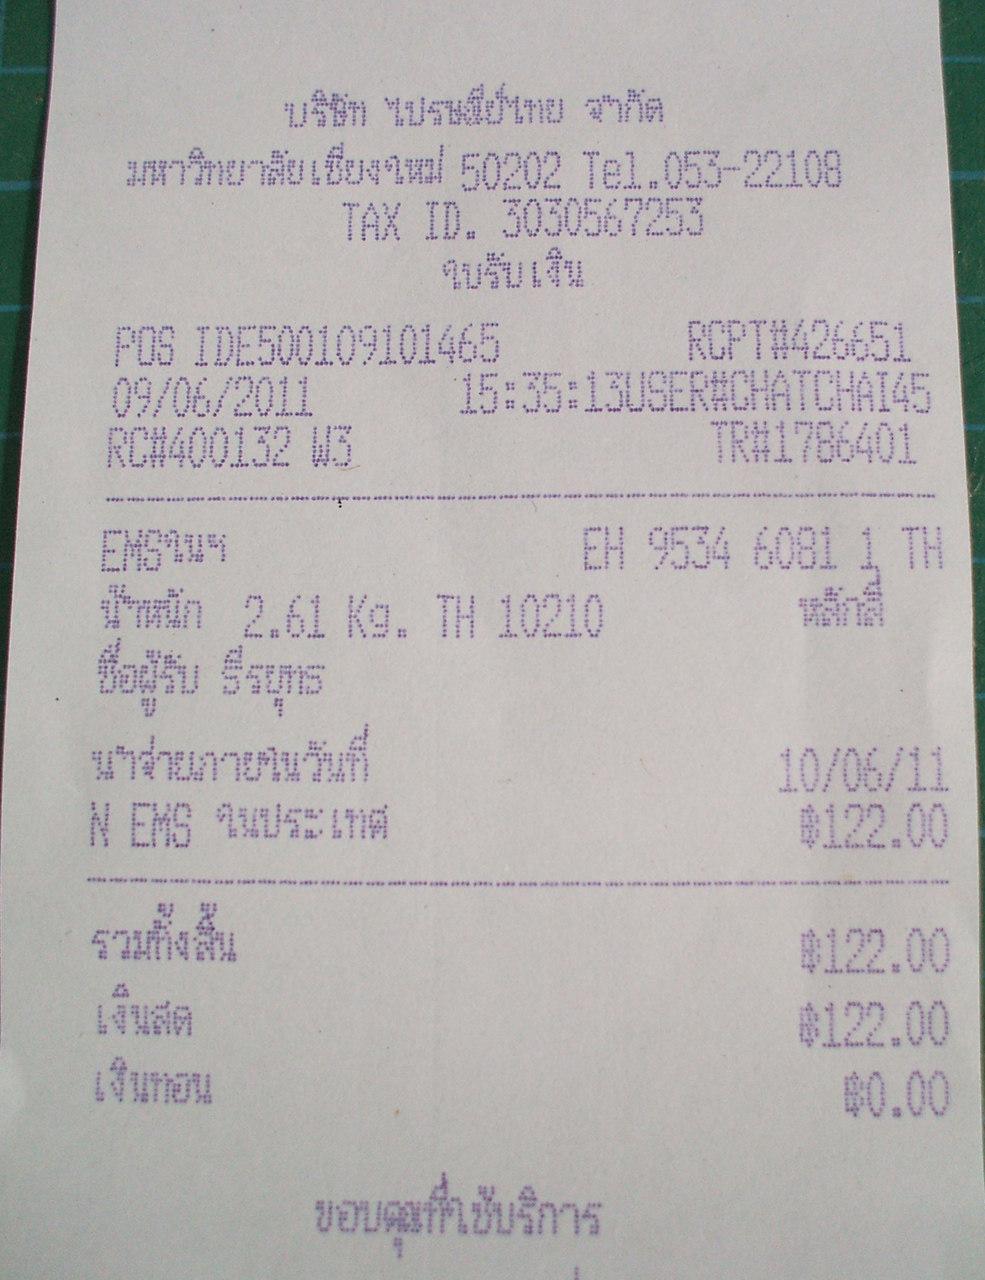 บริษัท ไปรษณีย์ไทย จำกัด
มหาวิทยาลัยเชียงใหม่ 50202 Tel.053-22108
TAX ID. 3030567253
ใบรับเงิน
POS IDE500109101465 RCPT#426651
09/06/2011 15:35:13USER#CHATCHAI45
RC#400132 W3 TR#1786401
EMSในฯ EH 9534 6081 1 TH
น้ำหนัก 2.61 Kg. TH 10210 หลักสี่
ชื่อผู้รับ ธีรยุทธ
นำจ่ายภายในวันที่ 10/06/11
N EMS ในประเทศ ฿122.00
รวมทั้งสิ้น ฿122.00
เงินสด ฿122.00
เงินทอน ฿0.00
ขอบคุณที่ใช้บริการ